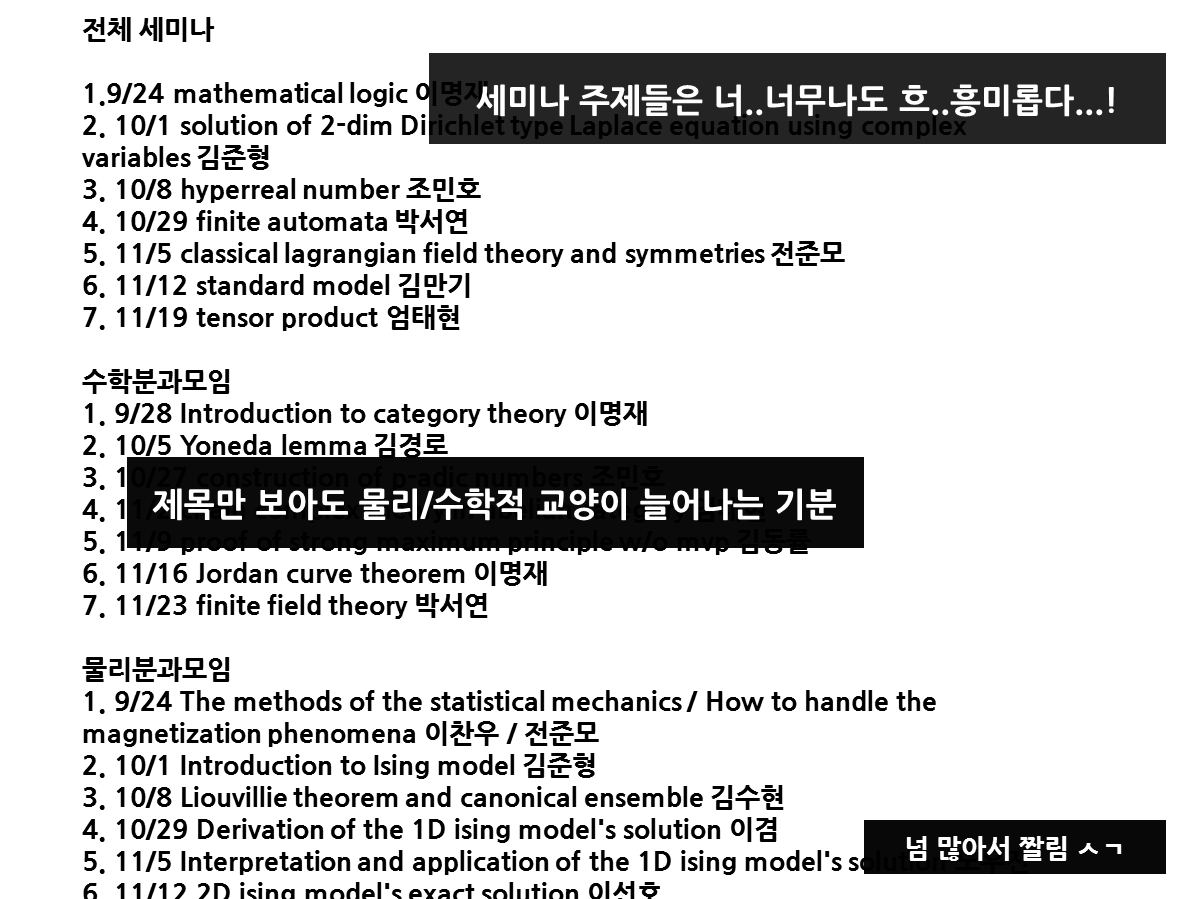 전체 세미나
1.9/24 mathematical logic 이명재
세미나 주제들은 너..너무나도 흐..흥미롭다...!
2. 10/1 solution of 2-dim Dirichlet type Laplace equation using complex
variables 김준형
3. 10/8 hyperreal number 조민호
4. 10/29 finite automata 박서연
5. 11/5 classical lagrangian field theory and symmetries 전준모
6. 11/12 standard model 김만기
7. 11/19 tensor product 엄태현
수학분과모임
1. 9/28 Introduction to category theory 이명재
2. 10/5 Yoneda lemma 김경로
3. 10/27 construction of p-adic numbers 조민호
4.
제목만 보아도 물리/수학적 교양이 늘어나는 기분
5. 11/9 proof of strong maximum principle w/o mvp 김동률
6. 11/16 Jordan curve theorem 이명재
7. 11/23 finite field theory 박서연
물리분과모임
1. 9/24 The methods of the statistical mechanics / How to handle the
magnetization phenomena 이찬우 / 전준모
2. 10/1 Introduction to Ising model 김준형
3. 10/8 Liouvillie theorem and canonical ensemble 김수현
4. 10/29 Derivation of the 1D ising model's solution 이겸
5. 11/5 Interpretation and application of the 1D ising model's solution
넘 많아서 짤림 ㅅㄱ
6. 11/12 2D ising model's exact solution 이선호